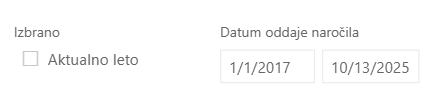 Izbrano
Aktualno leto
Datum oddaje naročila
1/1/2017
10/13/2025